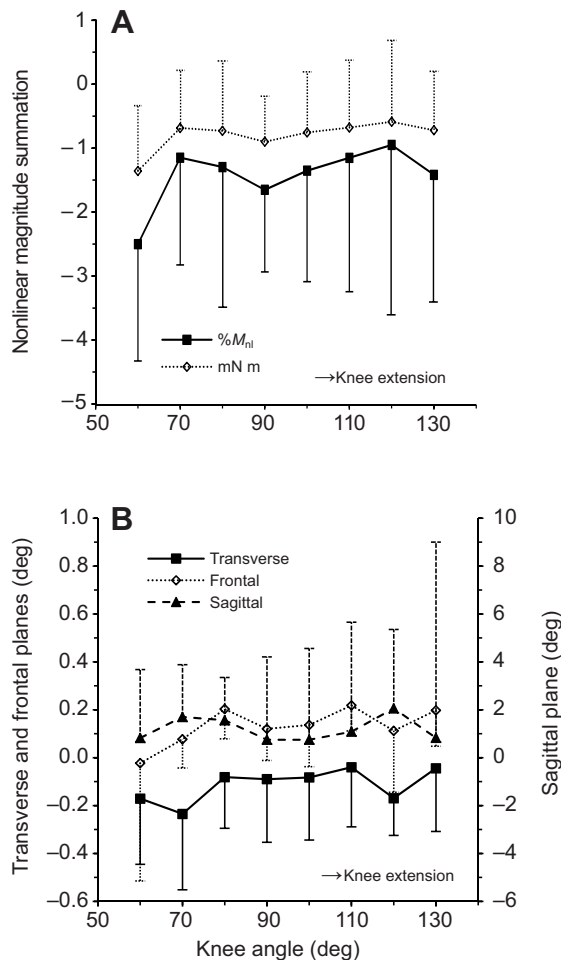 A
1
0
–1
–2
–3
–4
–5
Nonlinear magnitude summation
%Mnl
mN m
→Knee extension
50 70 90 110 130
B
1.0 10
0.8 8
0.6 6
0.4 4
0.2 2
0.0 0
–0.2 –2
–0.4 –4
–0.6 –6
Transverse and frontal planes (deg)
Sagittal plane (deg)
Transverse
Frontal
Sagittal
→Knee extension
50 70 90 110 130
Knee angle (deg)